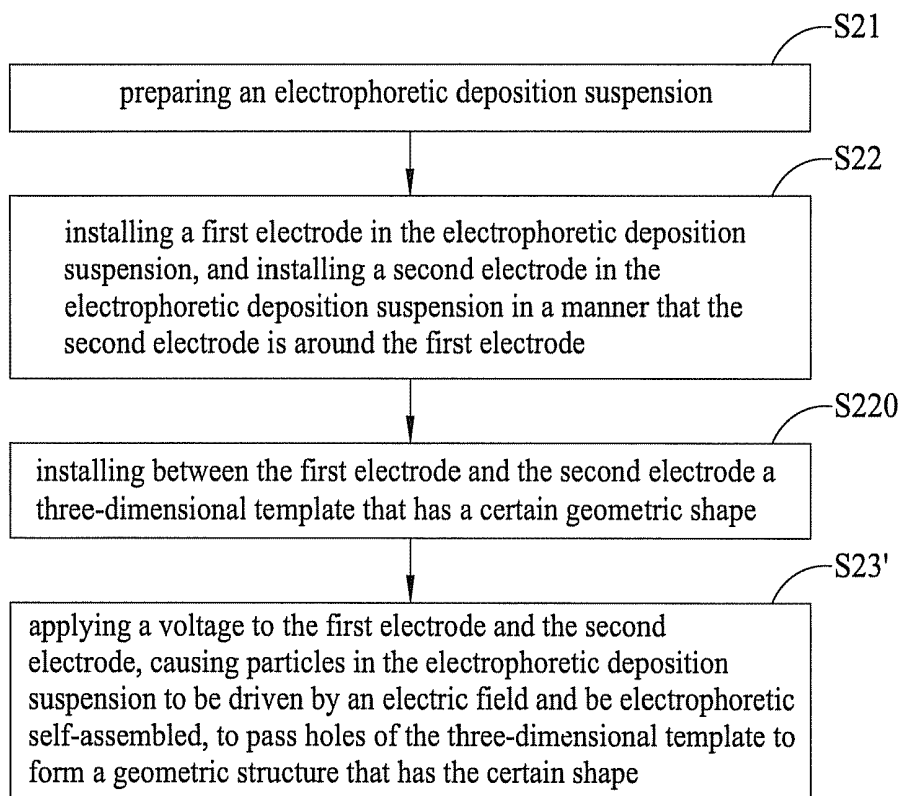 S21
preparing an electrophoretic deposition suspension
S22
installing a first electrode in the electrophoretic deposition
suspension, and installing a second electrode in the
electrophoretic deposition suspension in a manner that the
second electrode is around the first electrode
S220
installing between the first electrode and the second electrode a
three-dimensional template that has a certain geometric shape
S23'
applying a voltage to the first electrode and the second
electrode, causing particles in the electrophoretic deposition
suspension to be driven by an electric field and be electrophoretic
self-assembled, to pass holes of the three-dimensional template to
form a geometric structure that has the certain shape